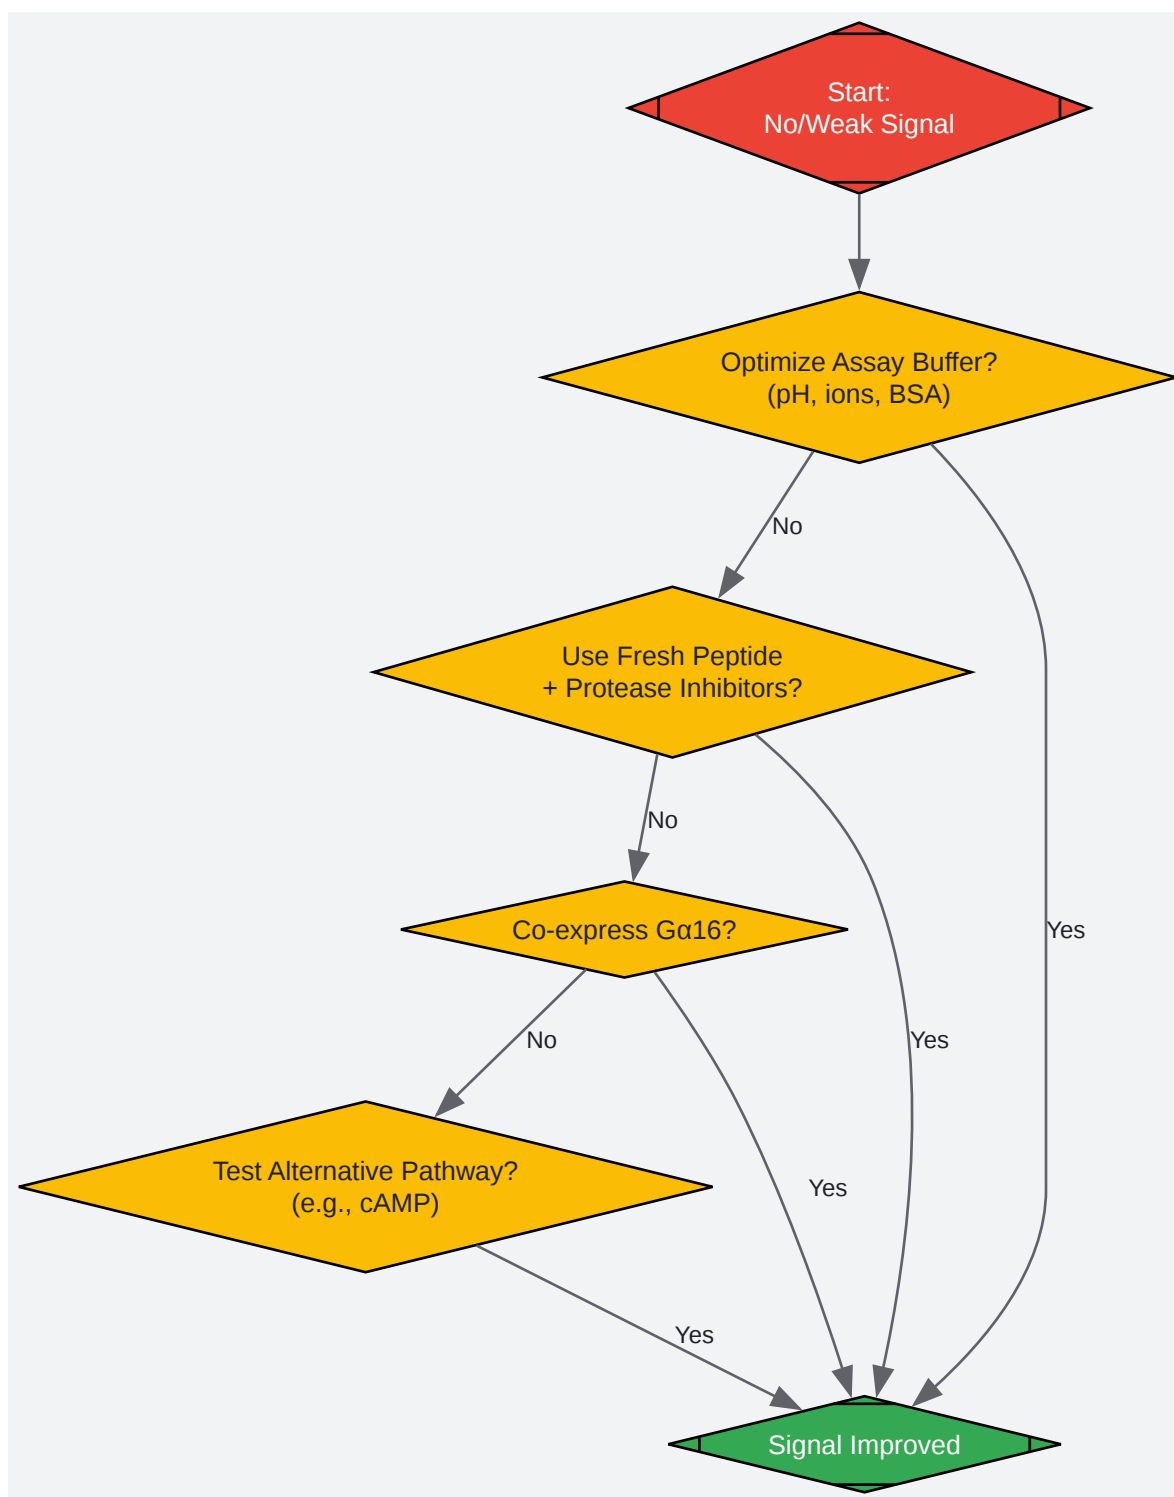 Start:
No/Weak Signal
Optimize Assay Buffer?
(pH, ions, BSA)
No
Use Fresh Peptide
+ Protease Inhibitors?
No
Co-express Gα16?
Yes
No
Yes
Test Alternative Pathway?
(e.g., cAMP)
Yes
Yes
Signal Improved